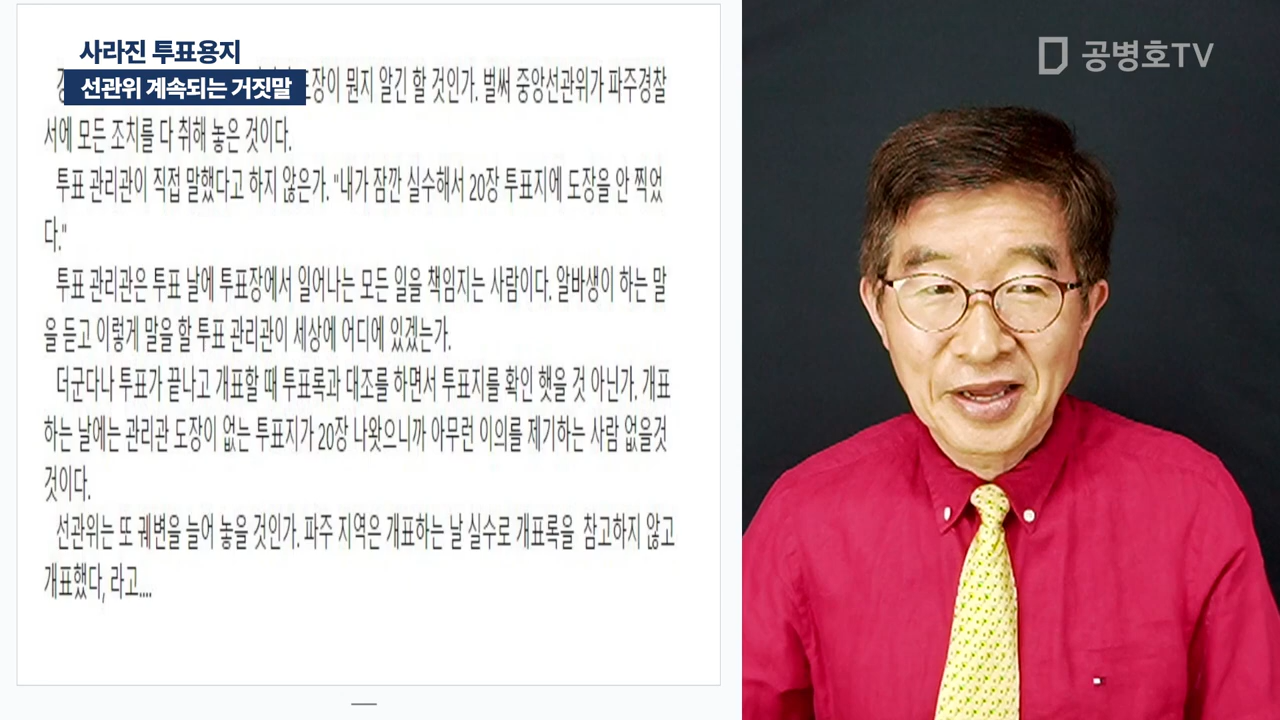 사라진 투표용지
선관위 계속되는 거짓말
공병호TV
도장이 뭔지 알긴 할 것인가. 벌써 중앙선관위가 파주경찰
서에 모든 조치를 다 취해 놓은 것이다.
투표 관리관이 직접 말했다고 하지 않은가. "내가 잠깐 실수해서 20장 투표지에 도장을 안 찍었
다."
투표 관리관은 투표 날에 투표장에서 일어나는 모든 일을 책임지는 사람이다. 알바생이 하는 말
을 듣고 이렇게 말을 할 투표 관리관이 세상에 어디에 있겠는가.
더군다나 투표가 끝나고 개표할 때 투표록과 대조를 하면서 투표지를 확인 햇을 것 아닌가. 개표
하는 날에는 관리관 도장이 없는 투표지가 20장 나왓으니까 아무런 이의를 제기하는 사람 없을것
것이다.
선관위는 또 궤변을 늘어 놓을 것인가. 파주 지역은 개표하는 날 실수로 개표록을 참고하지 않고
개표했다, 라고....